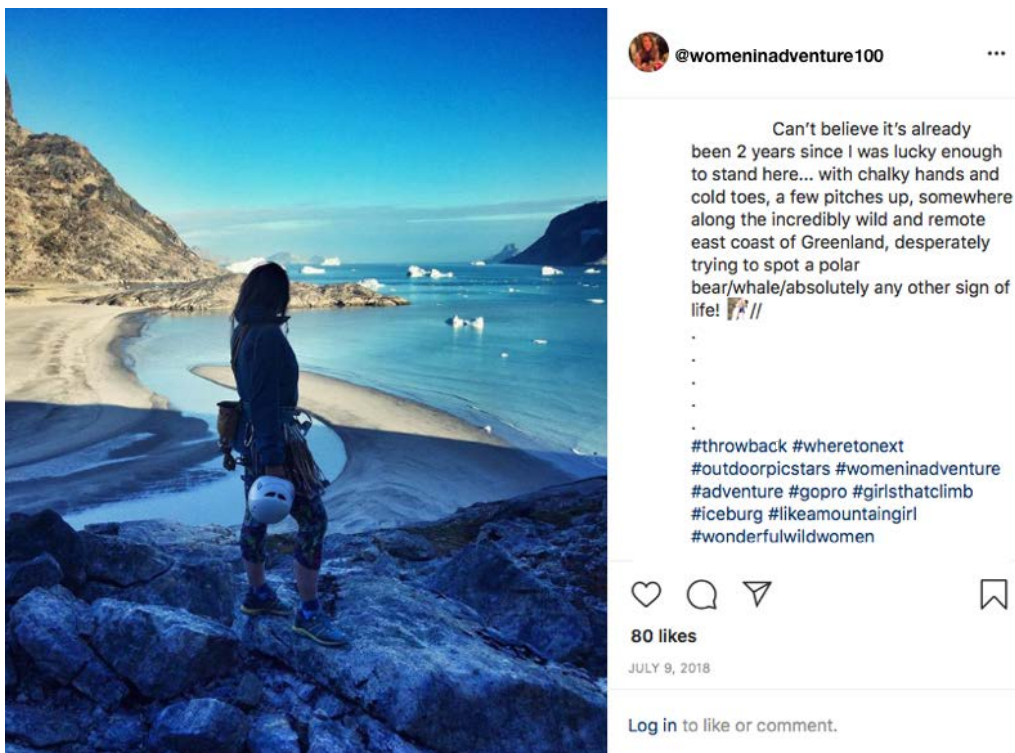 @womeninadventure100
Can’t believe it’s already
been 2 years since I was lucky enough
to stand here... with chalky hands and
cold toes, a few pitches up, somewhere
along the incredibly wild and remote
east coast of Greenland, desperately
trying to spot a polar
bear/whale/absolutely any other sign of
life! //
.
.
.
.
.
#throwback #wheretonext
#outdoorpicstars #womeninadventure
#adventure #gopro #girlsthatclimb
#iceburg #likeamountaingirl
#wonderfulwildwomen
80 likes
JULY 9, 2018
Log in to like or comment.